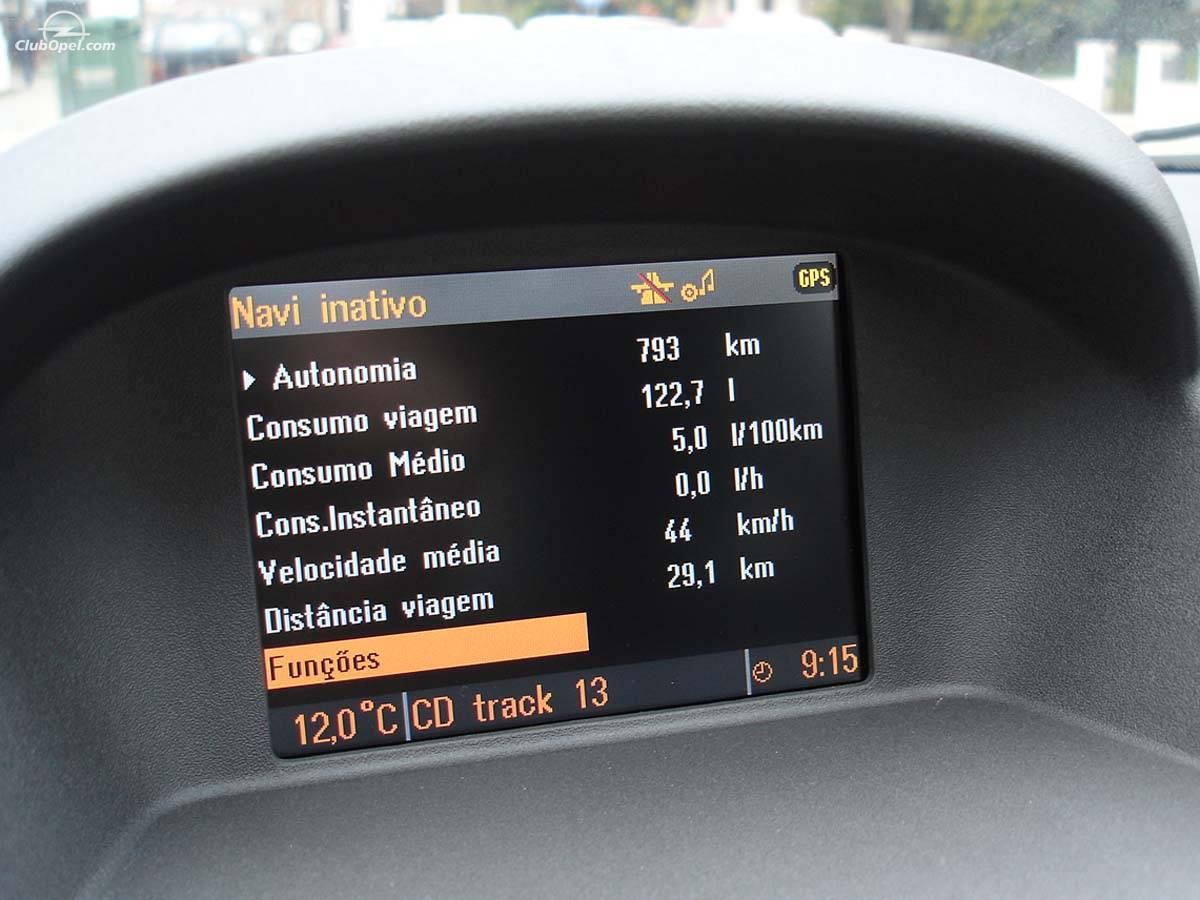 ClubOpel.com
Navi inativo GPS
Autonomia 793 km
Consumo viagem 122,7 l
Consumo Médio 5,0 l/100km
Cons.Instantâneo 0,0 l/h
Velocidade média 44 km/h
Distância viagem 29,1 km
Funções
12,0°C CD track 13 9:15